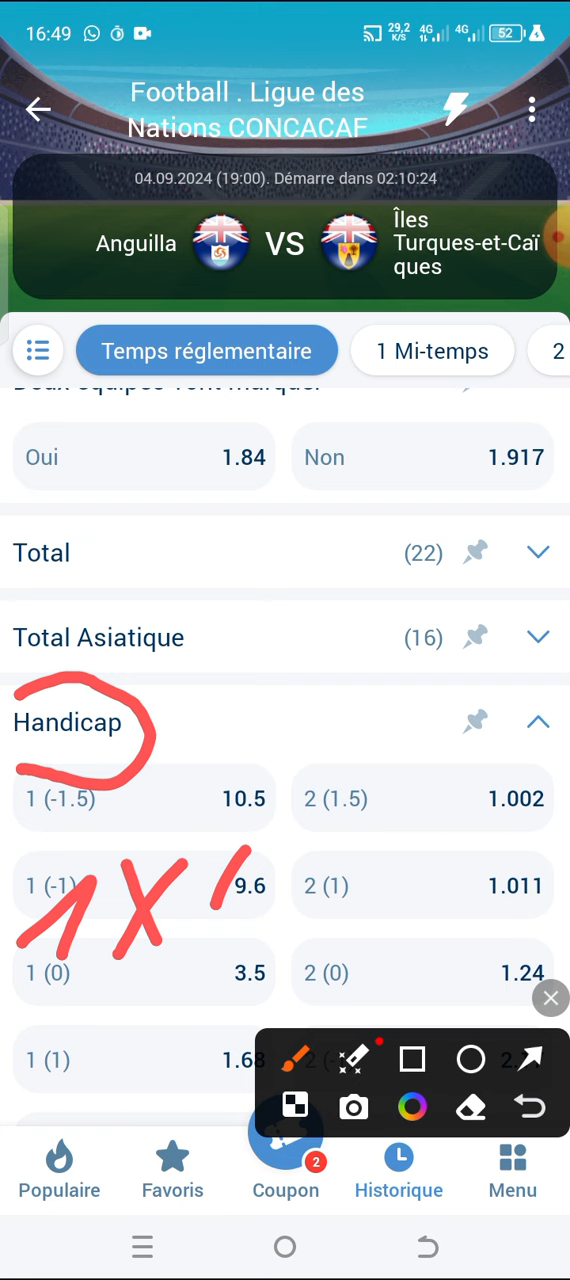 16:49 29,2 K/S 4G 4G 52
Football . Ligue des
Nations CONCACAF
04.09.2024 (19:00). Démarre dans 02:10:24
Anguilla VS Îles
Turques-et-Caï
ques
Temps réglementaire 1 Mi-temps 2
Deux équipes vont marquer
Oui 1.84 Non 1.917
Total (22)
Total Asiatique (16)
Handicap
1 (-1.5) 10.5 2 (1.5) 1.002
1 (-1) 9.6 2 (1) 1.011
1X
1 (0) 3.5 2 (0) 1.24
1 (1) 1.68
2
Populaire Favoris Coupon Historique Menu